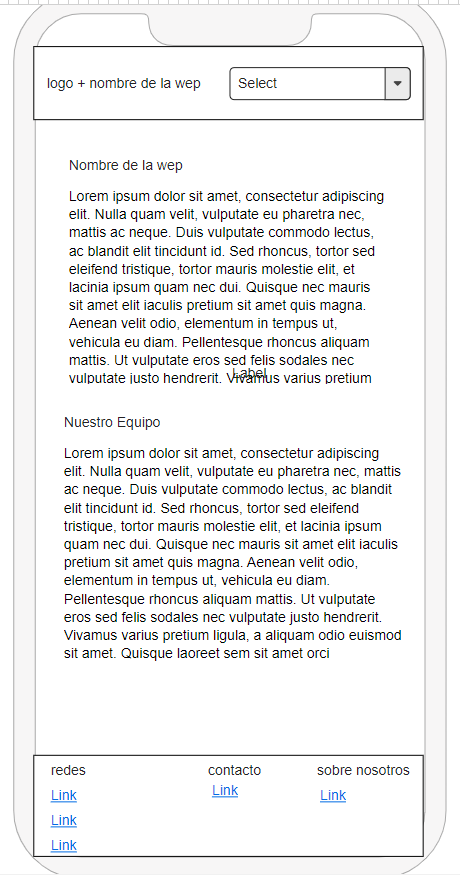 logo + nombre de la wep
Select
Nombre de la wep
Lorem ipsum dolor sit amet, consectetur adipiscing
elit. Nulla quam velit, vulputate eu pharetra nec,
mattis ac neque. Duis vulputate commodo lectus,
ac blandit elit tincidunt id. Sed rhoncus, tortor sed
eleifend tristique, tortor mauris molestie elit, et
lacinia ipsum quam nec dui. Quisque nec mauris
sit amet elit iaculis pretium sit amet quis magna.
Aenean velit odio, elementum in tempus ut,
vehicula eu diam. Pellentesque rhoncus aliquam
mattis. Ut vulputate eros sed felis sodales nec
Label
vulputate justo hendrerit. Vivamus varius pretium
Nuestro Equipo
Lorem ipsum dolor sit amet, consectetur adipiscing
elit. Nulla quam velit, vulputate eu pharetra nec, mattis
ac neque. Duis vulputate commodo lectus, ac blandit
elit tincidunt id. Sed rhoncus, tortor sed eleifend
tristique, tortor mauris molestie elit, et lacinia ipsum
quam nec dui. Quisque nec mauris sit amet elit iaculis
pretium sit amet quis magna. Aenean velit odio,
elementum in tempus ut, vehicula eu diam.
Pellentesque rhoncus aliquam mattis. Ut vulputate
eros sed felis sodales nec vulputate justo hendrerit.
Vivamus varius pretium ligula, a aliquam odio euismod
sit amet. Quisque laoreet sem sit amet orci
redes
Link
Link
Link
contacto
Link
sobre nosotros
Link